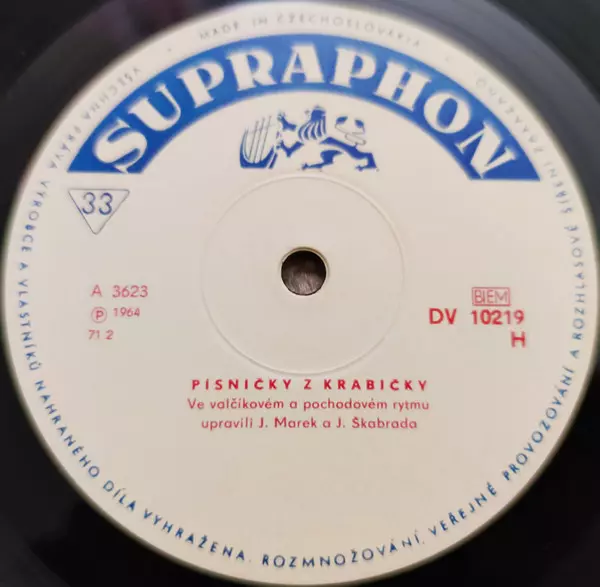 MADE IN CZECHOSLOVAKIA
SUPRAPHON
33
A 3623
Ⓟ 1964
71 2
BIEM
DV 10219
H
PÍSNIČKY Z KRABIČKY
Ve valčíkovém a pochodovém rytmu
upravili J. Marek a J. Škabrada
VŠECHNA PRÁVA VÝROBCE A VLASTNÍKŮ NAHRANÉHO DÍLA VYHRAŽENA. ROZMNOŽOVÁNÍ, VEŘEJNÉ PROVOZOVÁNÍ A ROZHLASOVÉ ŠÍŘENÍ ZAKÁZÁNO